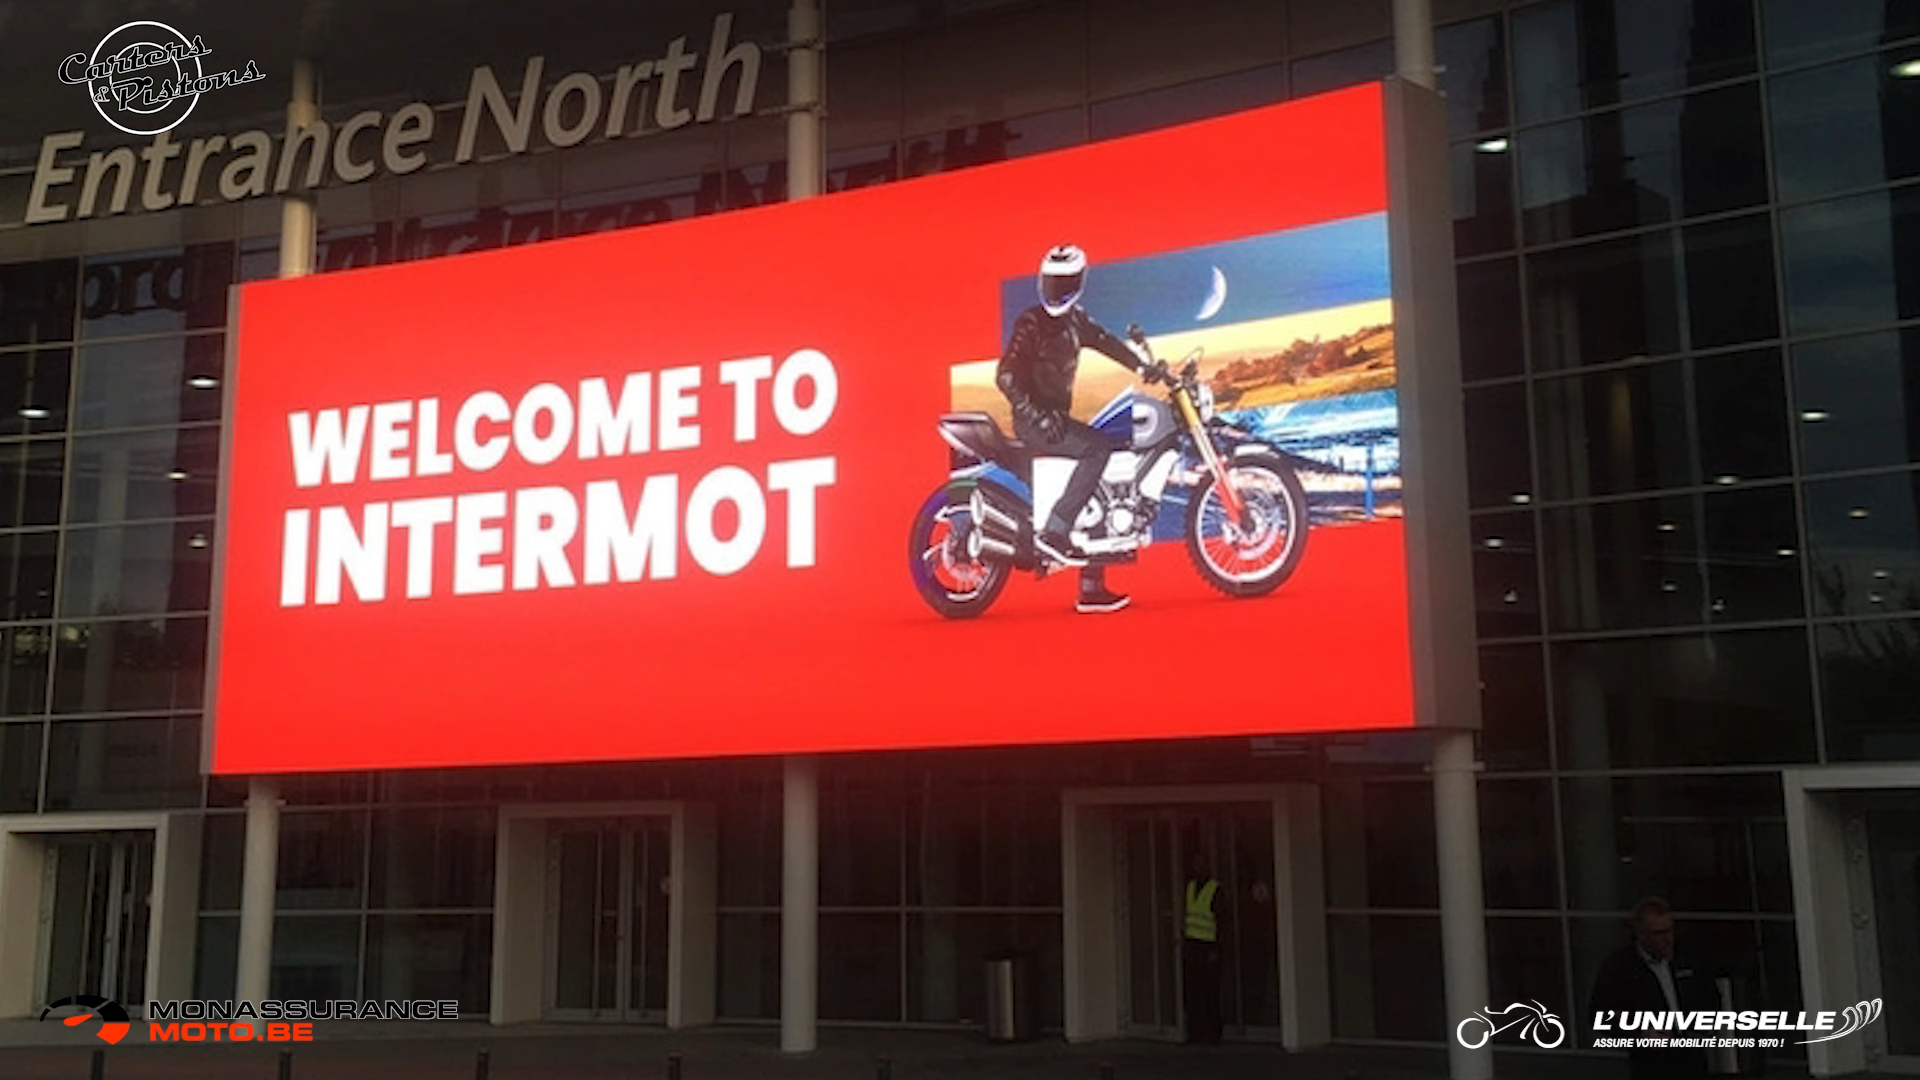 Carters
& Pistons
Entrance North
WELCOME TO
INTERMOT
MONASSURANCE
MOTO.BE
L'UNIVERSELLE
ASSURE VOTRE MOBILITÉ DEPUIS 1970 !